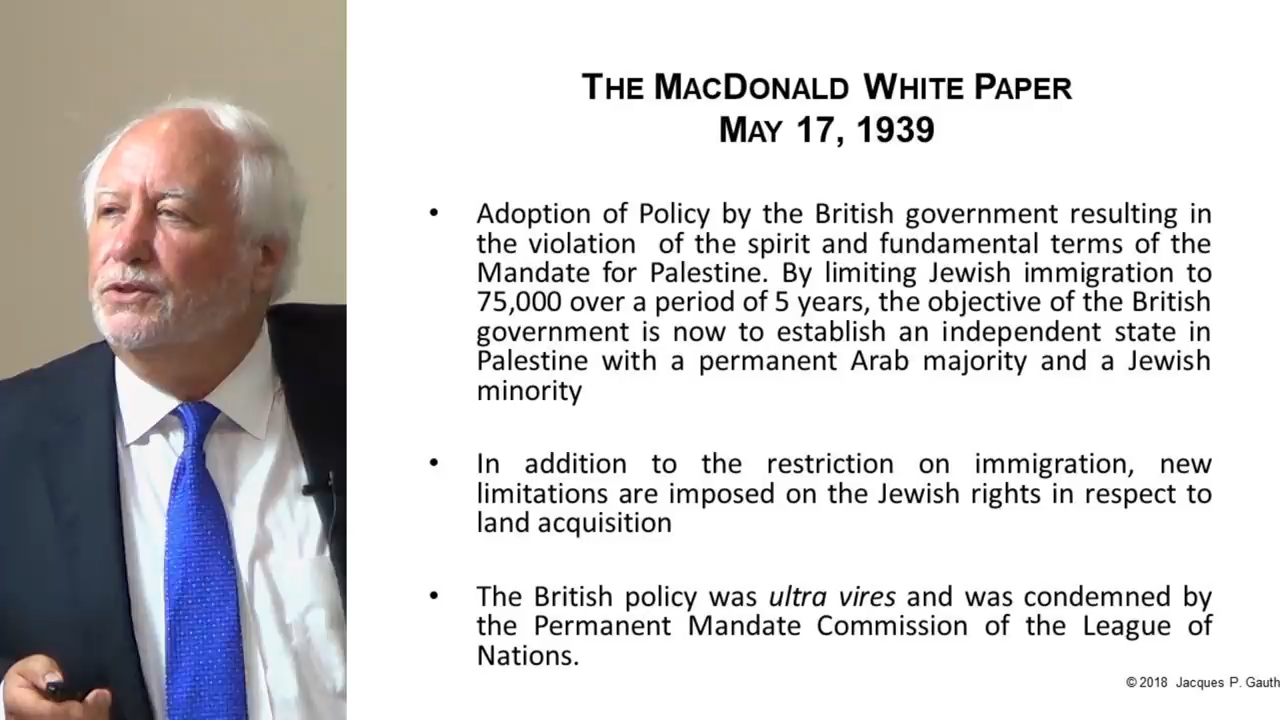 THE MACDONALD WHITE PAPER
MAY 17, 1939
• Adoption of Policy by the British government resulting in
the violation of the spirit and fundamental terms of the
Mandate for Palestine. By limiting Jewish immigration to
75,000 over a period of 5 years, the objective of the British
government is now to establish an independent state in
Palestine with a permanent Arab majority and a Jewish
minority
• In addition to the restriction on immigration, new
limitations are imposed on the Jewish rights in respect to
land acquisition
• The British policy was ultra vires and was condemned by
the Permanent Mandate Commission of the League of
Nations.
© 2018 Jacques P. Gauth